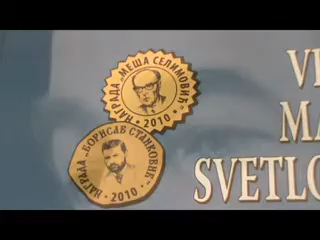 НАГРАДА „МЕША СЕЛИМОВИЋ"
• 2010 •
НАГРАДА „БОРИСАВ СТАНКОВИЋ"
• 2010 •
VI
MA
SVETLO